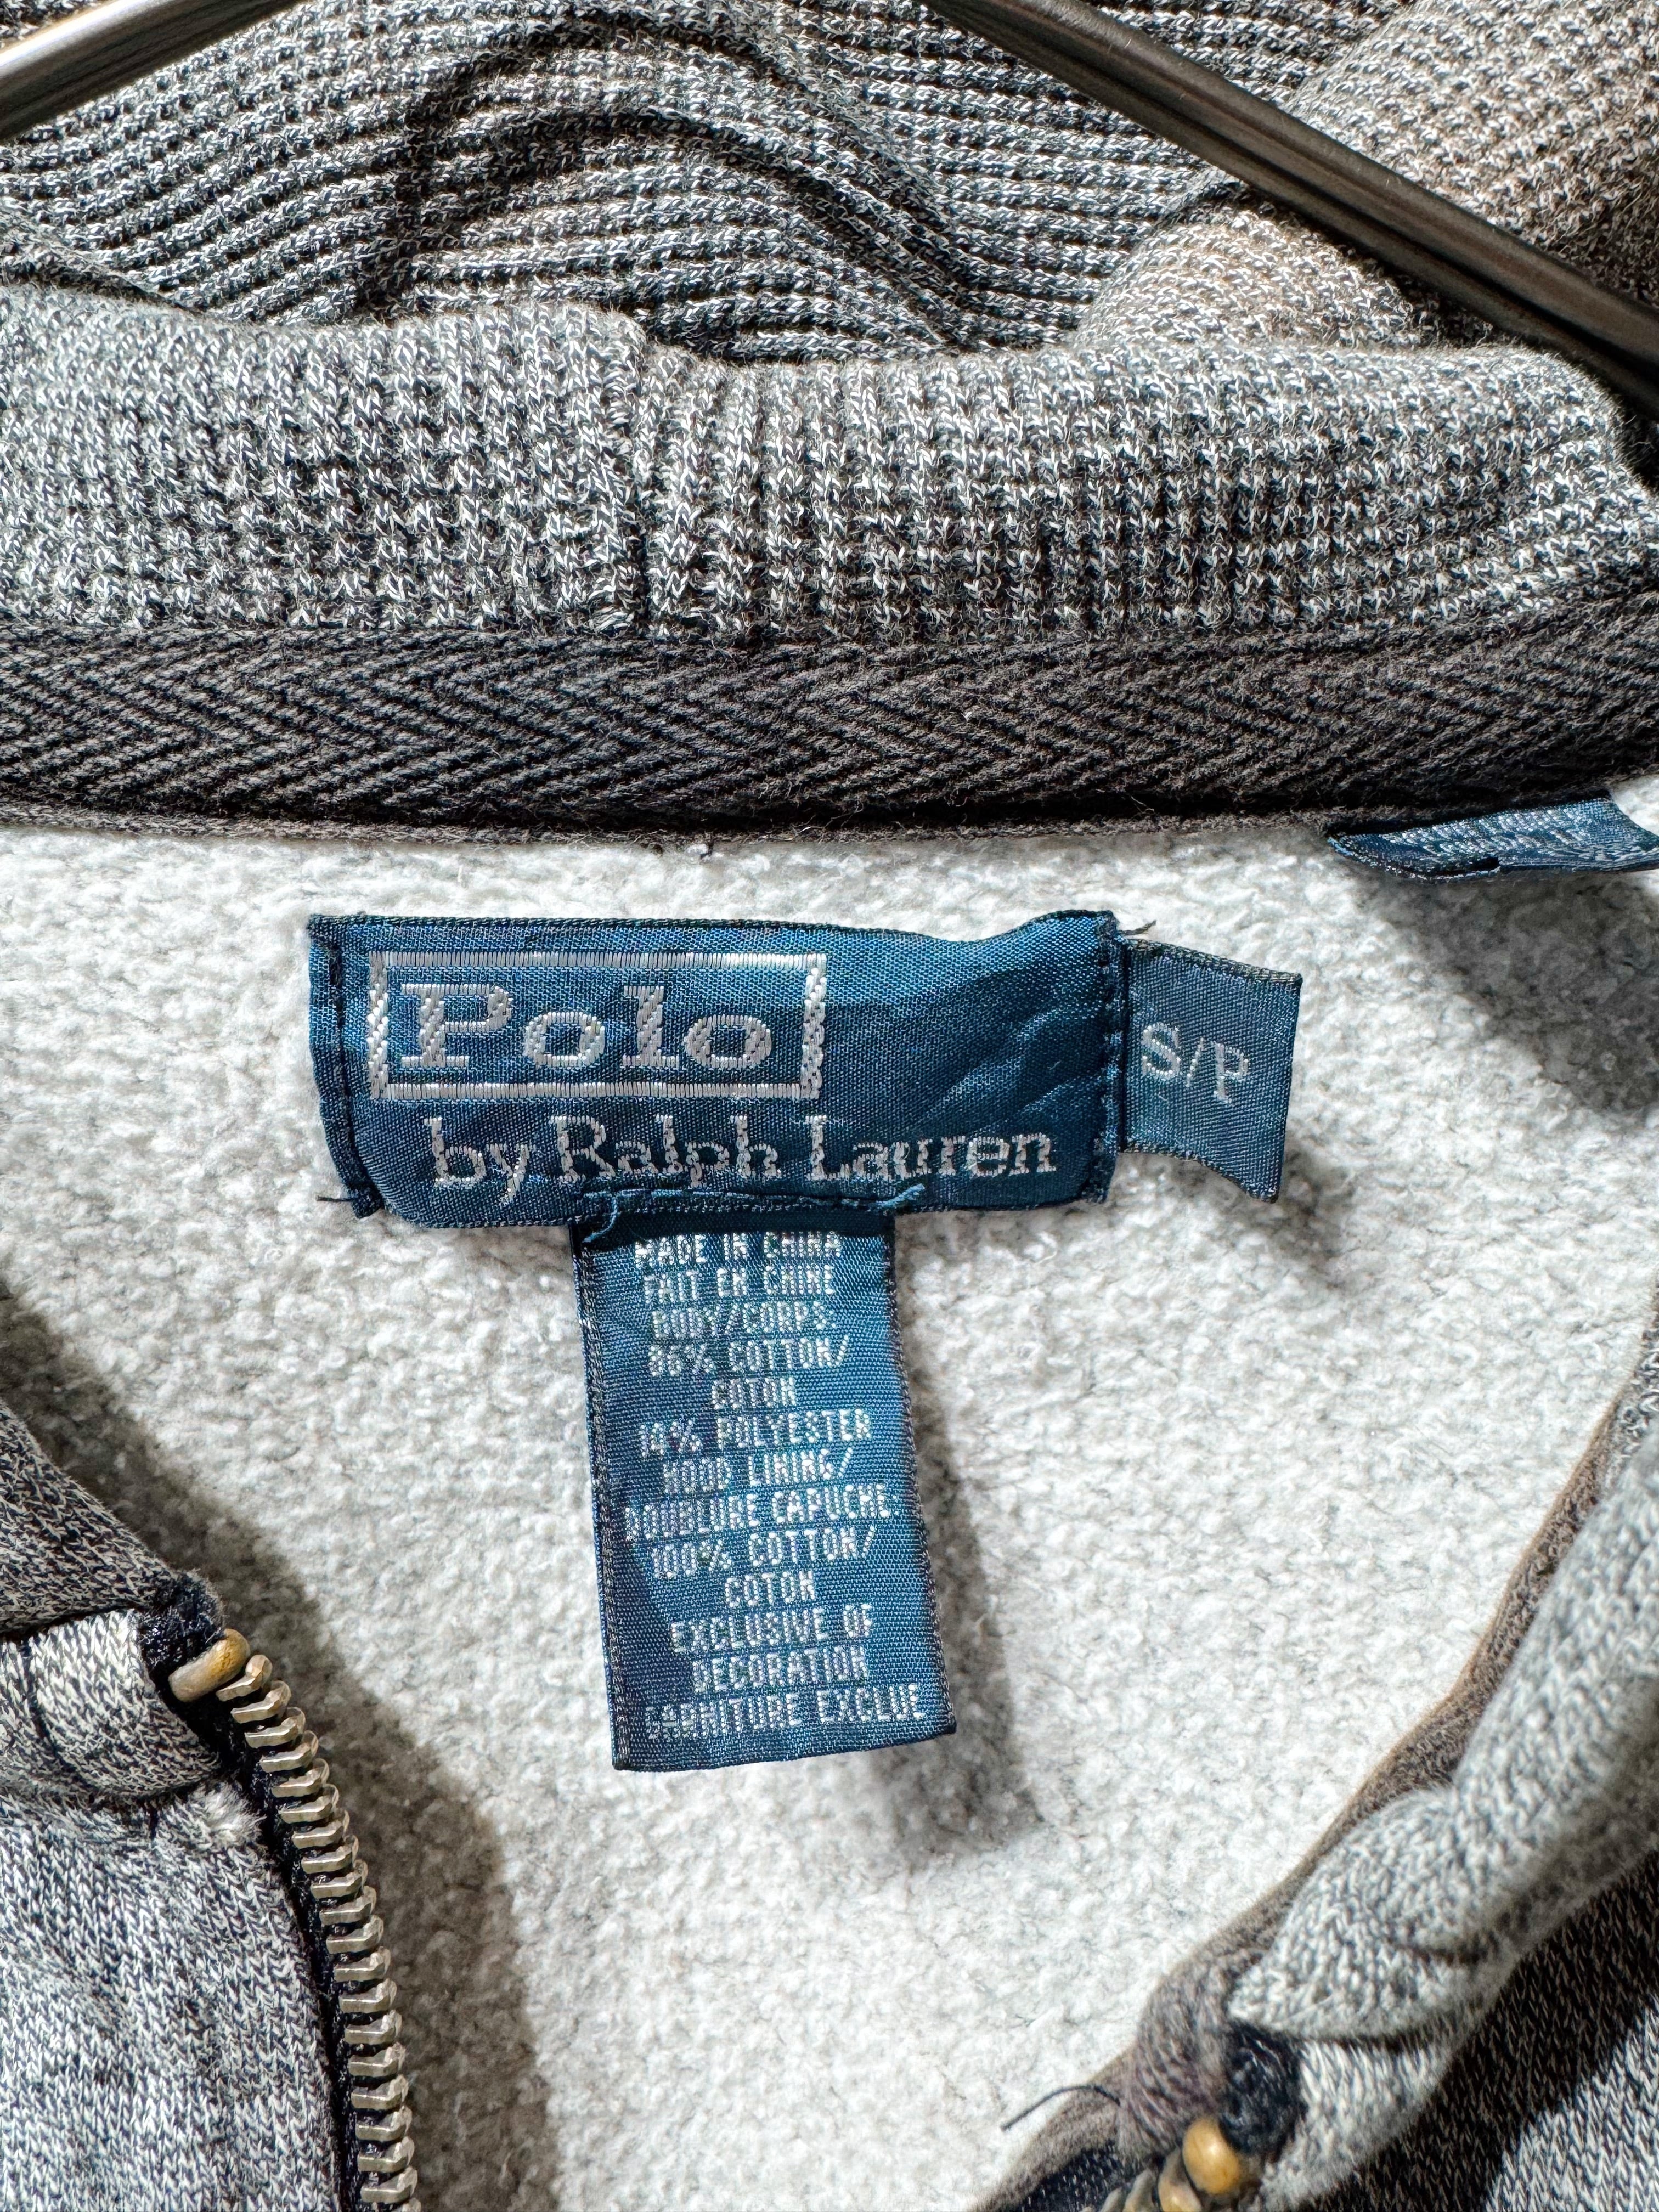 Polo
by Ralph Lauren
S/P
MADE IN CHINA
FAIT EN CHINE
BODY/CORPS:
86% COTTON/
COTON
14% POLYESTER
HOOD LINING/
DOUBLURE CAPUCHE:
100% COTTON/
COTON
EXCLUSIVE OF
DECORATION
GARNITURE EXCLUE